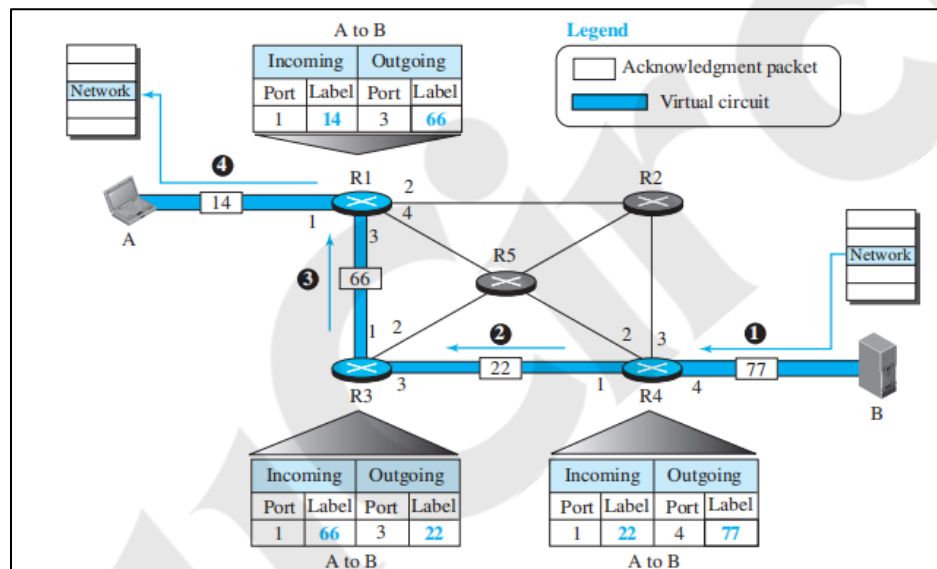 A to B
Incoming Outgoing
Port Label Port Label
1 14 3 66
Legend
Acknowledgment packet
Virtual circuit
Network
4
14
A
1
R1
2
4
3
R2
R5
Network
3
66
1
2
2
2
3
1
R3
3
22
1
R4
4
77
B
Incoming Outgoing
Port Label Port Label
1 66 3 22
A to B
Incoming Outgoing
Port Label Port Label
1 22 4 77
A to B